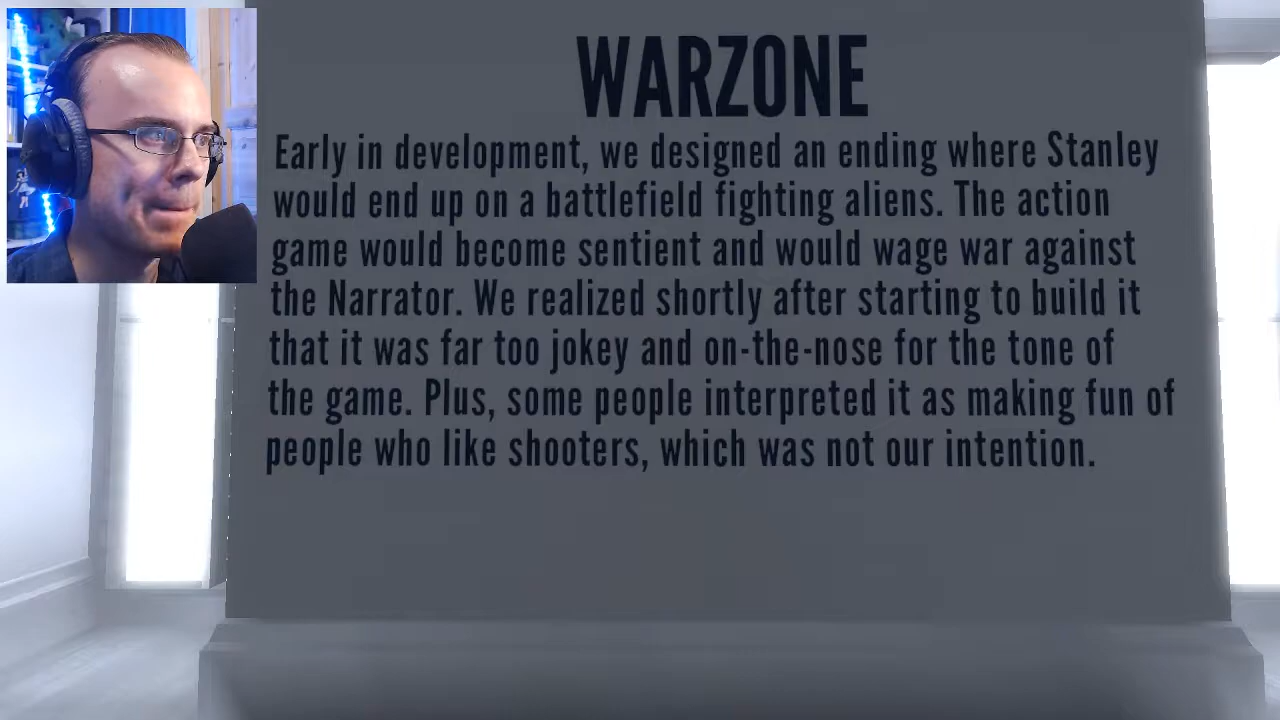 WARZONE
Early in development, we designed an ending where Stanley
would end up on a battlefield fighting aliens. The action
game would become sentient and would wage war against
the Narrator. We realized shortly after starting to build it
that it was far too jokey and on-the-nose for the tone of
the game. Plus, some people interpreted it as making fun of
people who like shooters, which was not our intention.